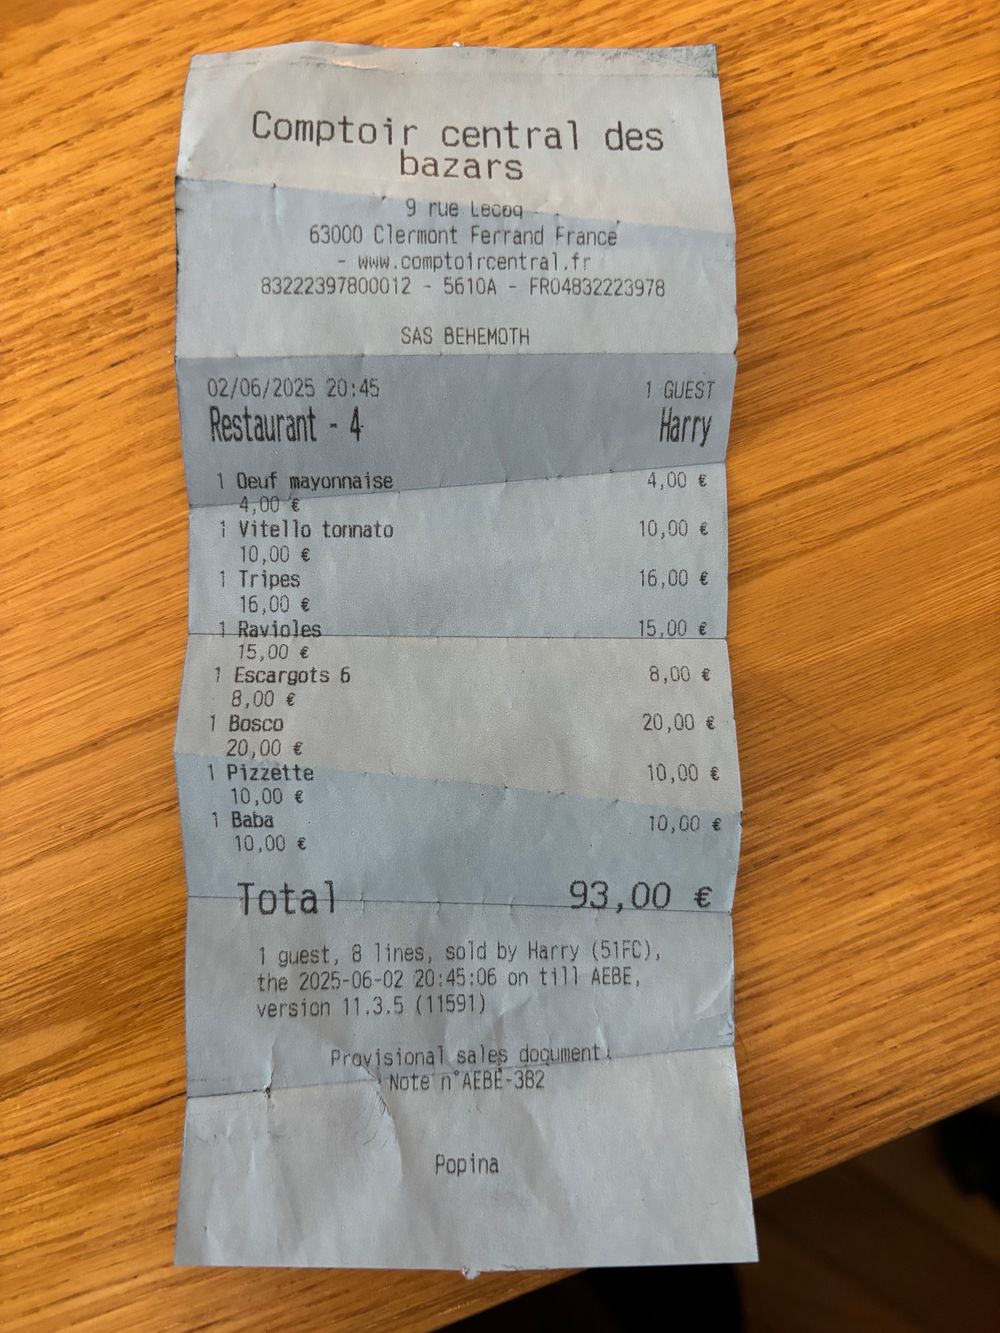 Comptoir central des
bazars
9 rue Lecoq
63000 Clermont Ferrand France
- www.comptoircentral.fr
83222397800012 - 5610A - FR04832223978
SAS BEHEMOTH
02/06/2025 20:45 1 GUEST
Restaurant - 4 Harry
1 Oeuf mayonnaise 4,00 €
4,00 €
1 Vitello tonnato 10,00 €
10,00 €
1 Tripes 16,00 €
16,00 €
1 Ravioles 15,00 €
15,00 €
1 Escargots 6 8,00 €
8,00 €
1 Bosco 20,00 €
20,00 €
1 Pizzette 10,00 €
10,00 €
1 Baba 10,00 €
10,00 €
Total 93,00 €
1 guest, 8 lines, sold by Harry (51FC),
the 2025-06-02 20:45:06 on till AEBE,
version 11.3.5 (11591)
Provisional sales document.
Note n°AEBE-382
Popina